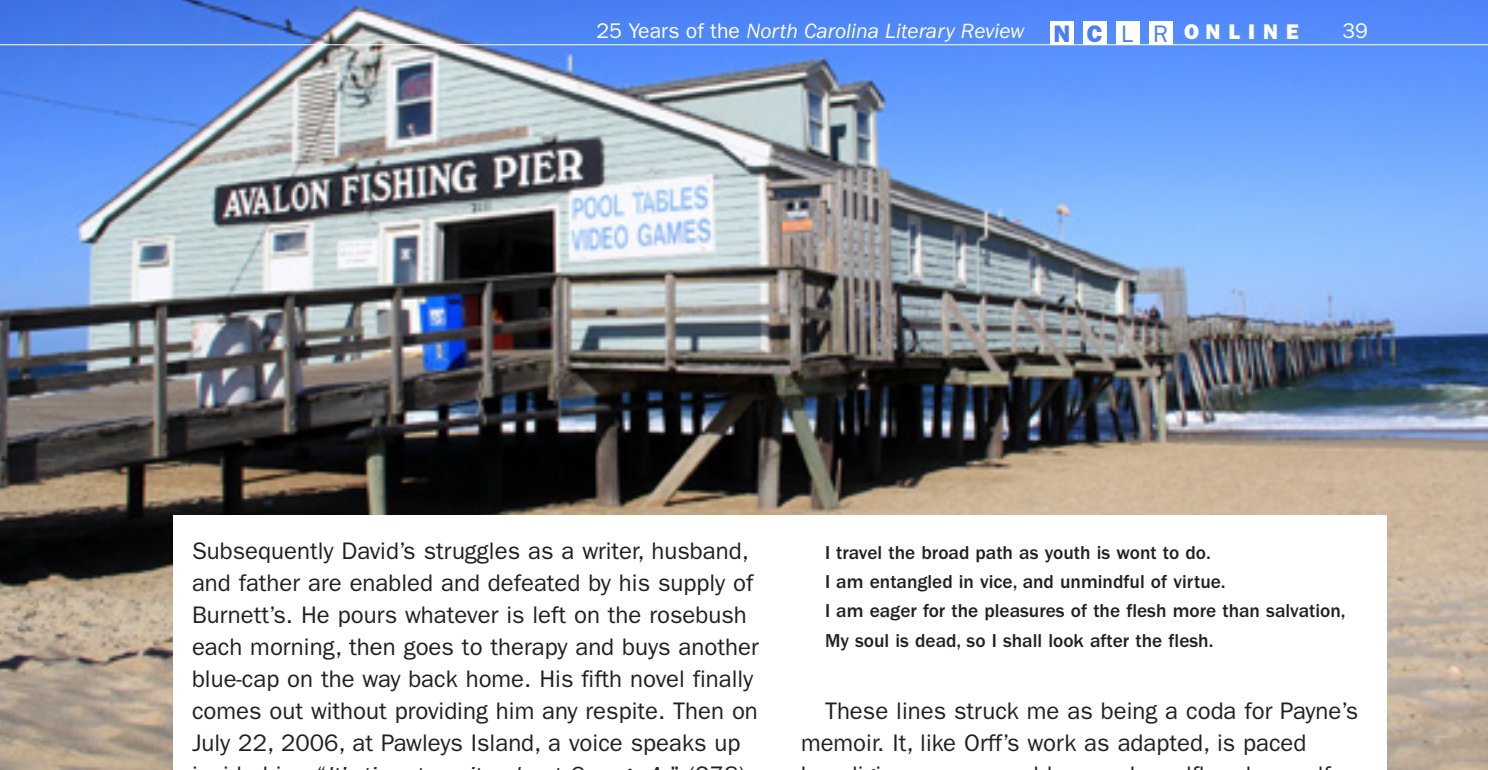 25 Years of the North Carolina Literary Review NCLR ONLINE 39
AVALON FISHING PIER
POOL TABLES
VIDEO GAMES
Subsequently David's struggles as a writer, husband,
and father are enabled and defeated by his supply of
Burnett's. He pours whatever is left on the rosebush
each morning, then goes to therapy and buys another
blue-cap on the way back home. His fifth novel finally
comes out without providing him any respite. Then on
July 22, 2006, at Pawleys Island, a voice speaks up
I travel the broad path as youth is wont to do.
I am entangled in vice, and unmindful of virtue.
I am eager for the pleasures of the flesh more than salvation,
My soul is dead, so I shall look after the flesh.
These lines struck me as being a coda for Payne's
memoir. It, like Orff's work as adapted, is paced